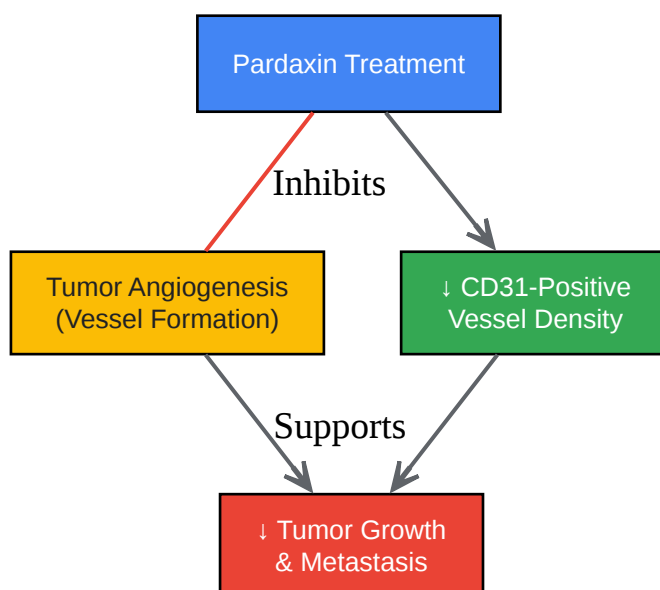 Pardaxin Treatment
Inhibits
Tumor Angiogenesis
(Vessel Formation)
↓ CD31-Positive
Vessel Density
Supports
↓ Tumor Growth
& Metastasis